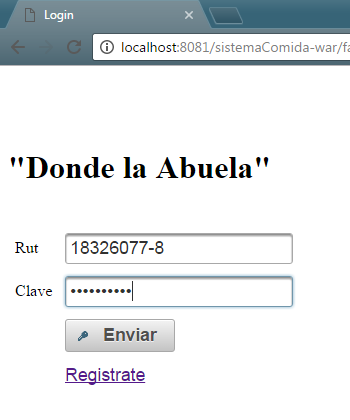 Login
localhost:8081/sistemaComida-war/fa
"Donde la Abuela"
Rut 18326077-8
Clave ••••••••••
Enviar
Registrate